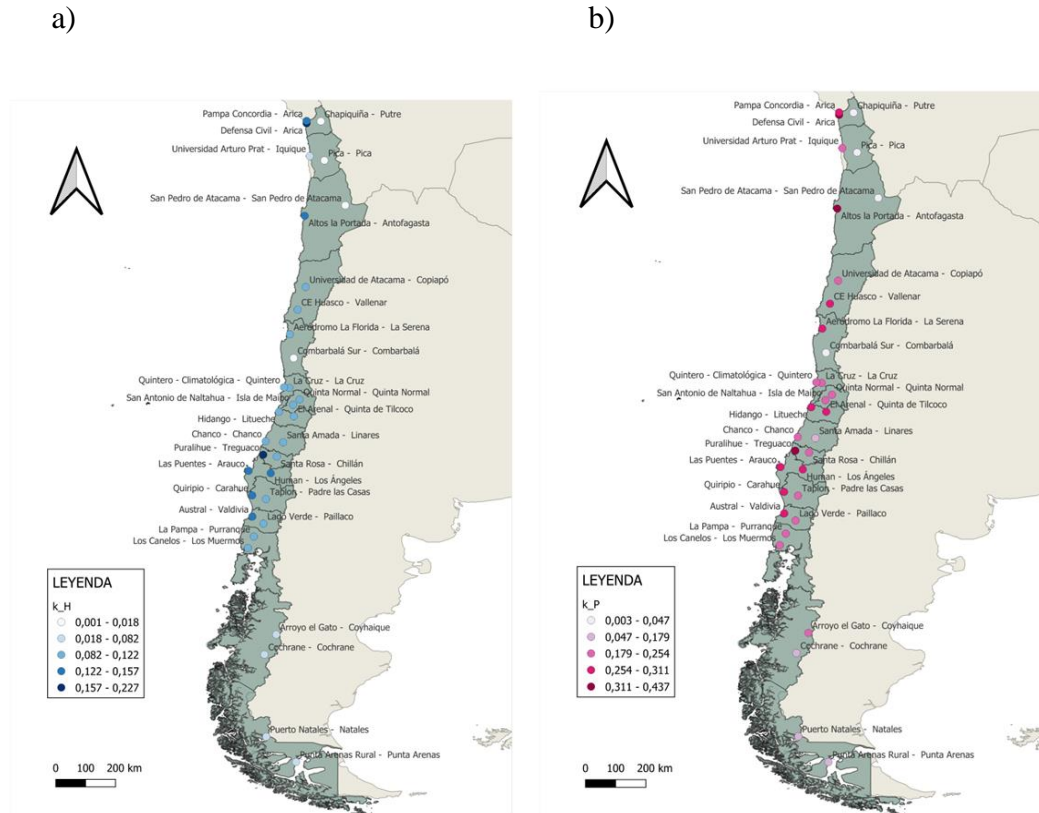 a)
Pampa Concordia - Arica
Chapiquiña - Putre
Defensa Civil - Arica
Universidad Arturo Prat - Iquique
Pica - Pica
San Pedro de Atacama - San Pedro de Atacama
Altos la Portada - Antofagasta
Universidad de Atacama - Copiapó
CE Huasco - Vallenar
Aeródromo La Florida - La Serena
Combarbalá Sur - Combarbalá
Quintero - Climatológica - Quintero
La Cruz - La Cruz
San Antonio de Naltahua - Isla de Maipo
Quinta Normal - Quinta Normal
El Arenal - Quinta de Tilcoco
Hidango - Litueche
Chanco - Chanco
Santa Amada - Linares
Puralihue - Treguaco
Santa Rosa - Chillán
Las Puentes - Arauco
Human - Los Ángeles
Quiripio - Carahue
Taplon - Padre las Casas
Austral - Valdivia
Lago Verde - Paillaco
La Pampa - Purranque
Los Canelos - Los Muermos
LEYENDA
k_H
0,001 - 0,018
0,018 - 0,082
0,082 - 0,122
0,122 - 0,157
0,157 - 0,227
Arroyo el Gato - Coyhaique
Cochrane - Cochrane
Puerto Natales - Natales
Punta Arenas Rural - Punta Arenas
0 100 200 km
b)
Pampa Concordia - Arica
Chapiquiña - Putre
Defensa Civil - Arica
Universidad Arturo Prat - Iquique
Pica - Pica
San Pedro de Atacama - San Pedro de Atacama
Altos la Portada - Antofagasta
Universidad de Atacama - Copiapó
CE Huasco - Vallenar
Aeródromo La Florida - La Serena
Combarbalá Sur - Combarbalá
Quintero - Climatológica - Quintero
La Cruz - La Cruz
San Antonio de Naltahua - Isla de Maipo
Quinta Normal - Quinta Normal
El Arenal - Quinta de Tilcoco
Hidango - Litueche
Chanco - Chanco
Santa Amada - Linares
Puralihue - Treguaco
Santa Rosa - Chillán
Las Puentes - Arauco
Human - Los Ángeles
Quiripio - Carahue
Taplon - Padre las Casas
Austral - Valdivia
Lago Verde - Paillaco
La Pampa - Purranque
Los Canelos - Los Muermos
LEYENDA
k_P
0,003 - 0,047
0,047 - 0,179
0,179 - 0,254
0,254 - 0,311
0,311 - 0,437
Arroyo el Gato - Coyhaique
Cochrane - Cochrane
Puerto Natales - Natales
Punta Arenas Rural - Punta Arenas
0 100 200 km